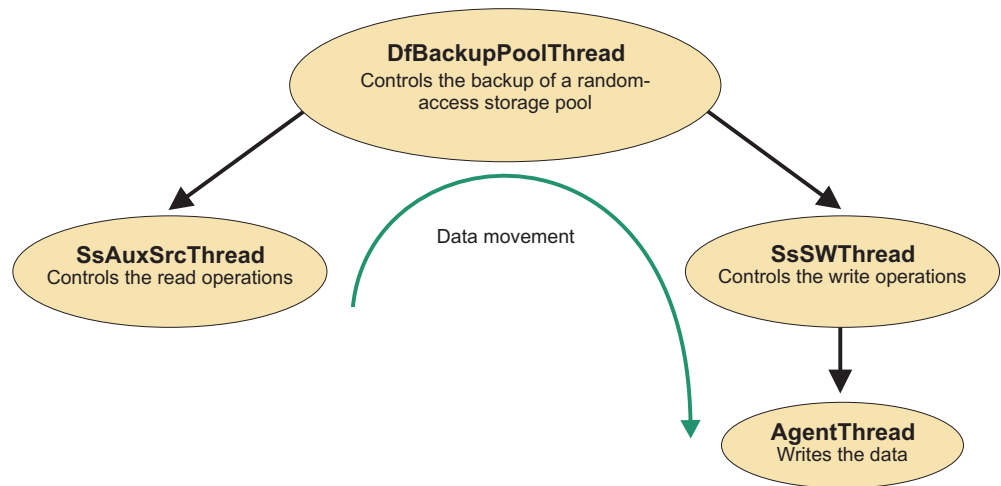 DfBackupPoolThread
Controls the backup of a random-
access storage pool
SsAuxSrcThread
Controls the read operations
Data movement
SsSWThread
Controls the write operations
AgentThread
Writes the data